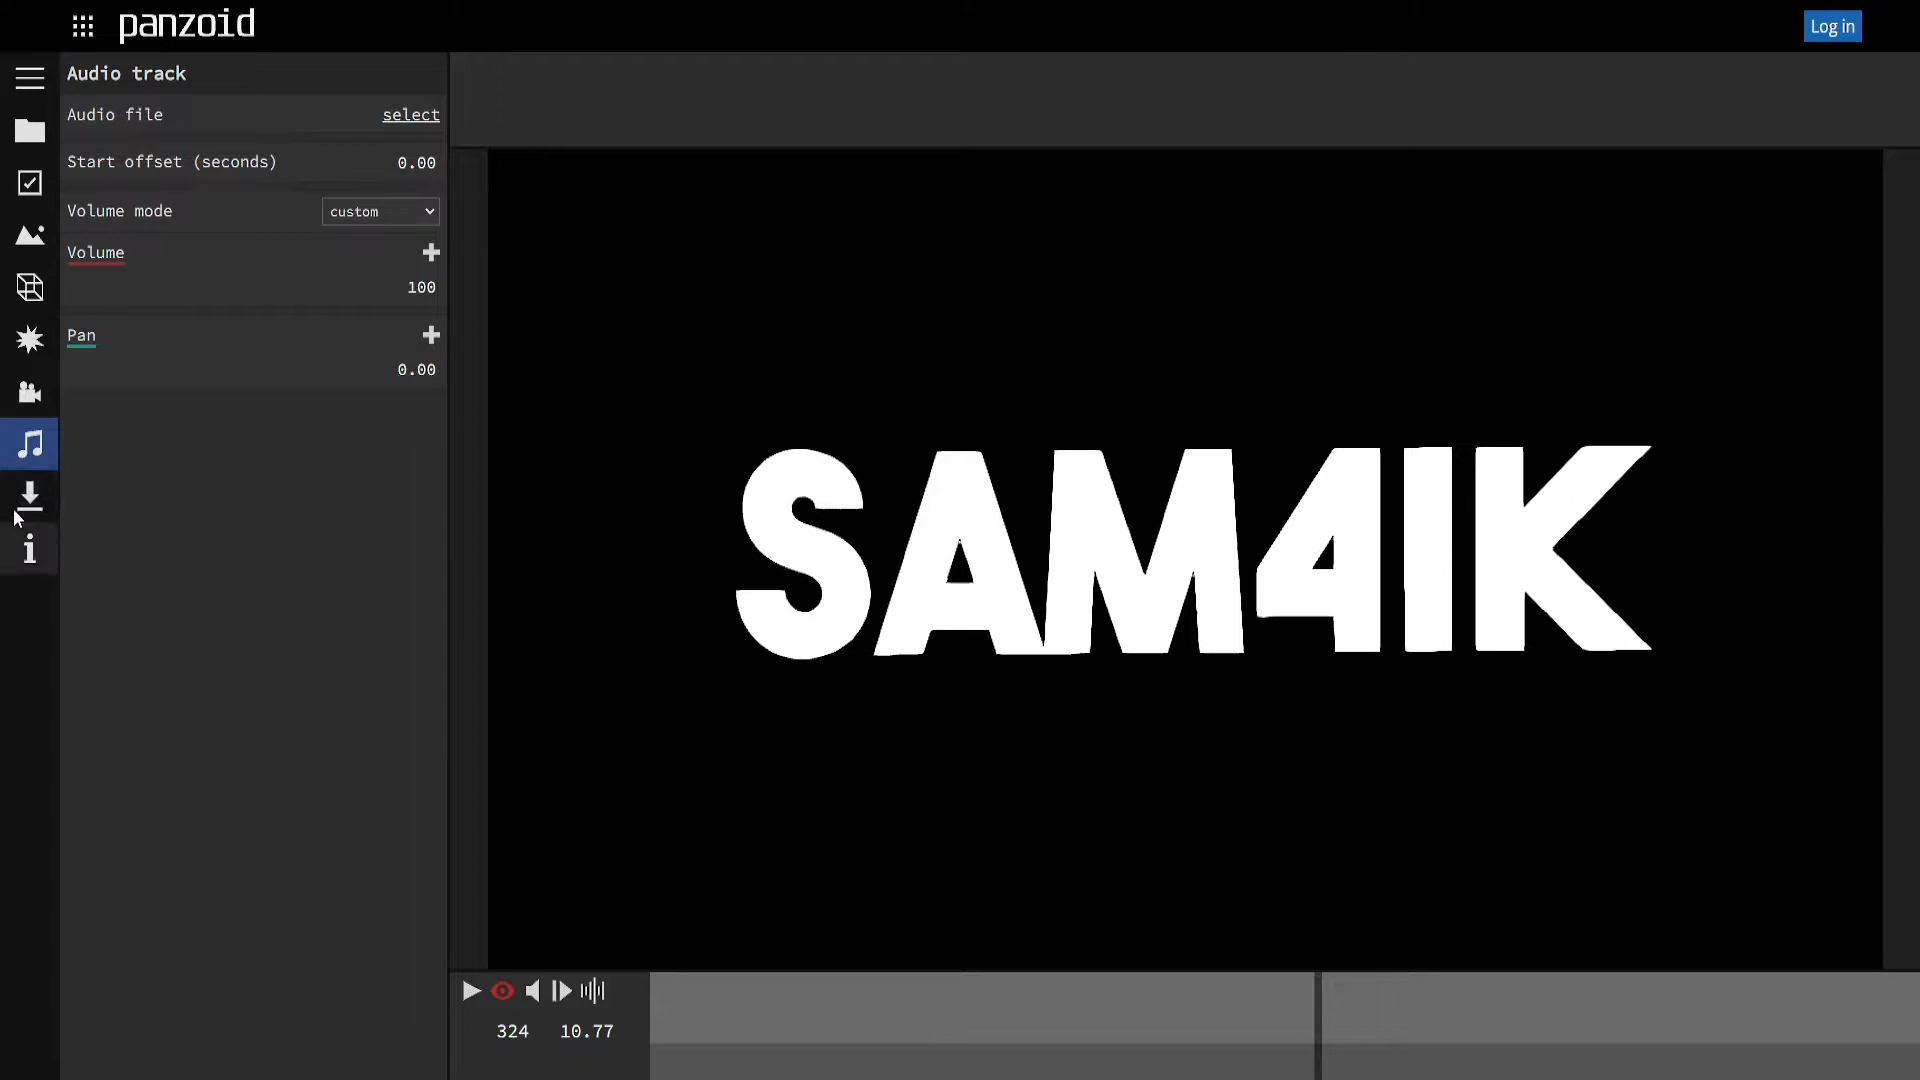 panzoid
Log in
Audio track
Audio file select
Start offset (seconds) 0.00
Volume mode custom
Volume
100
Pan
0.00
SAM4IK
324 10.77